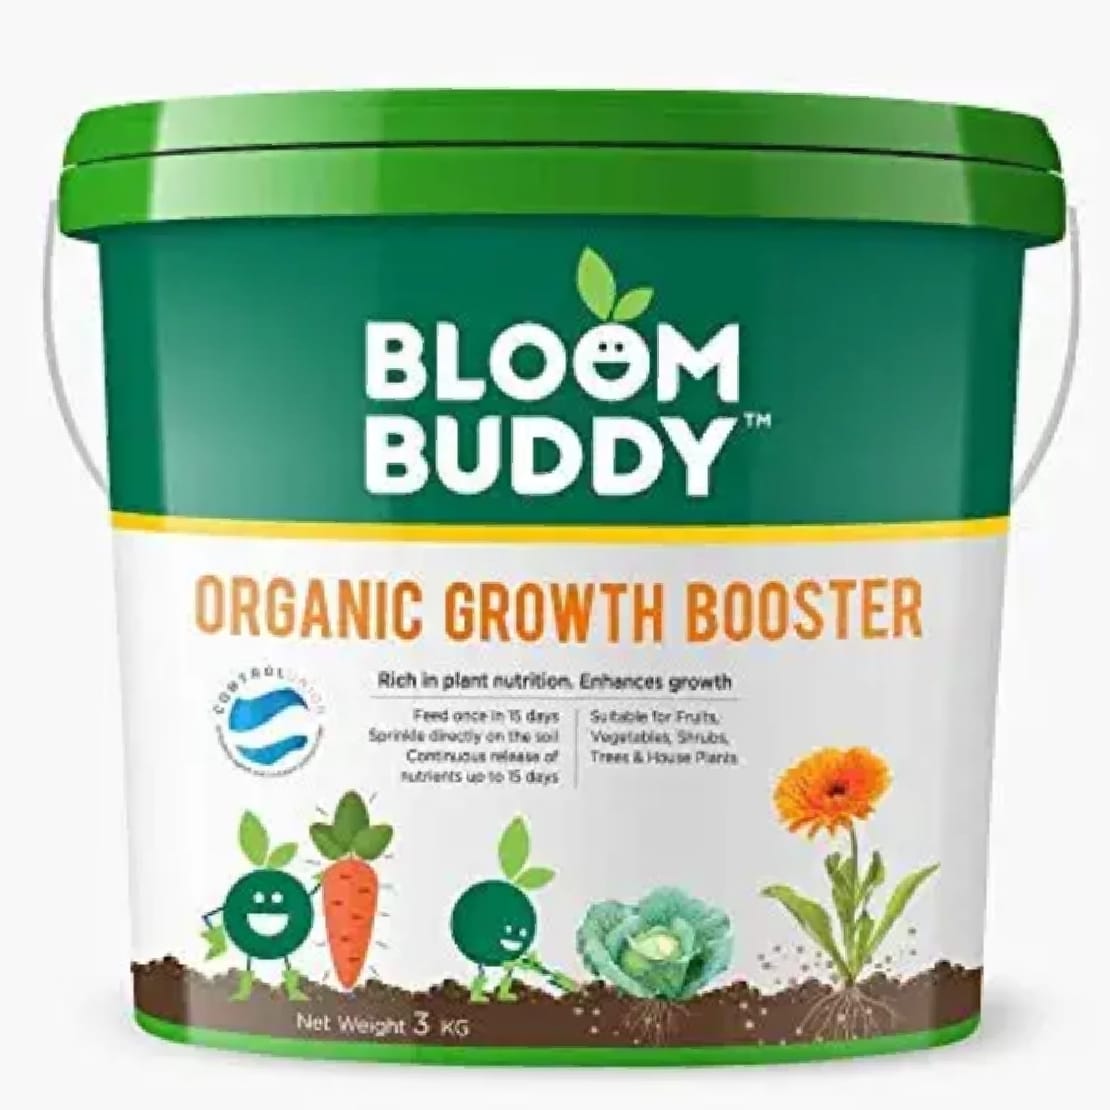 BLOOM
BUDDY™
ORGANIC GROWTH BOOSTER
CONTROLUNION
Rich in plant nutrition. Enhances growth
Feed once in 15 days
Sprinkle directly on the soil
Continuous release of
nutrients up to 15 days
Suitable for Fruits,
Vegetables, Shrubs,
Trees & House Plants
Net Weight 3 KG